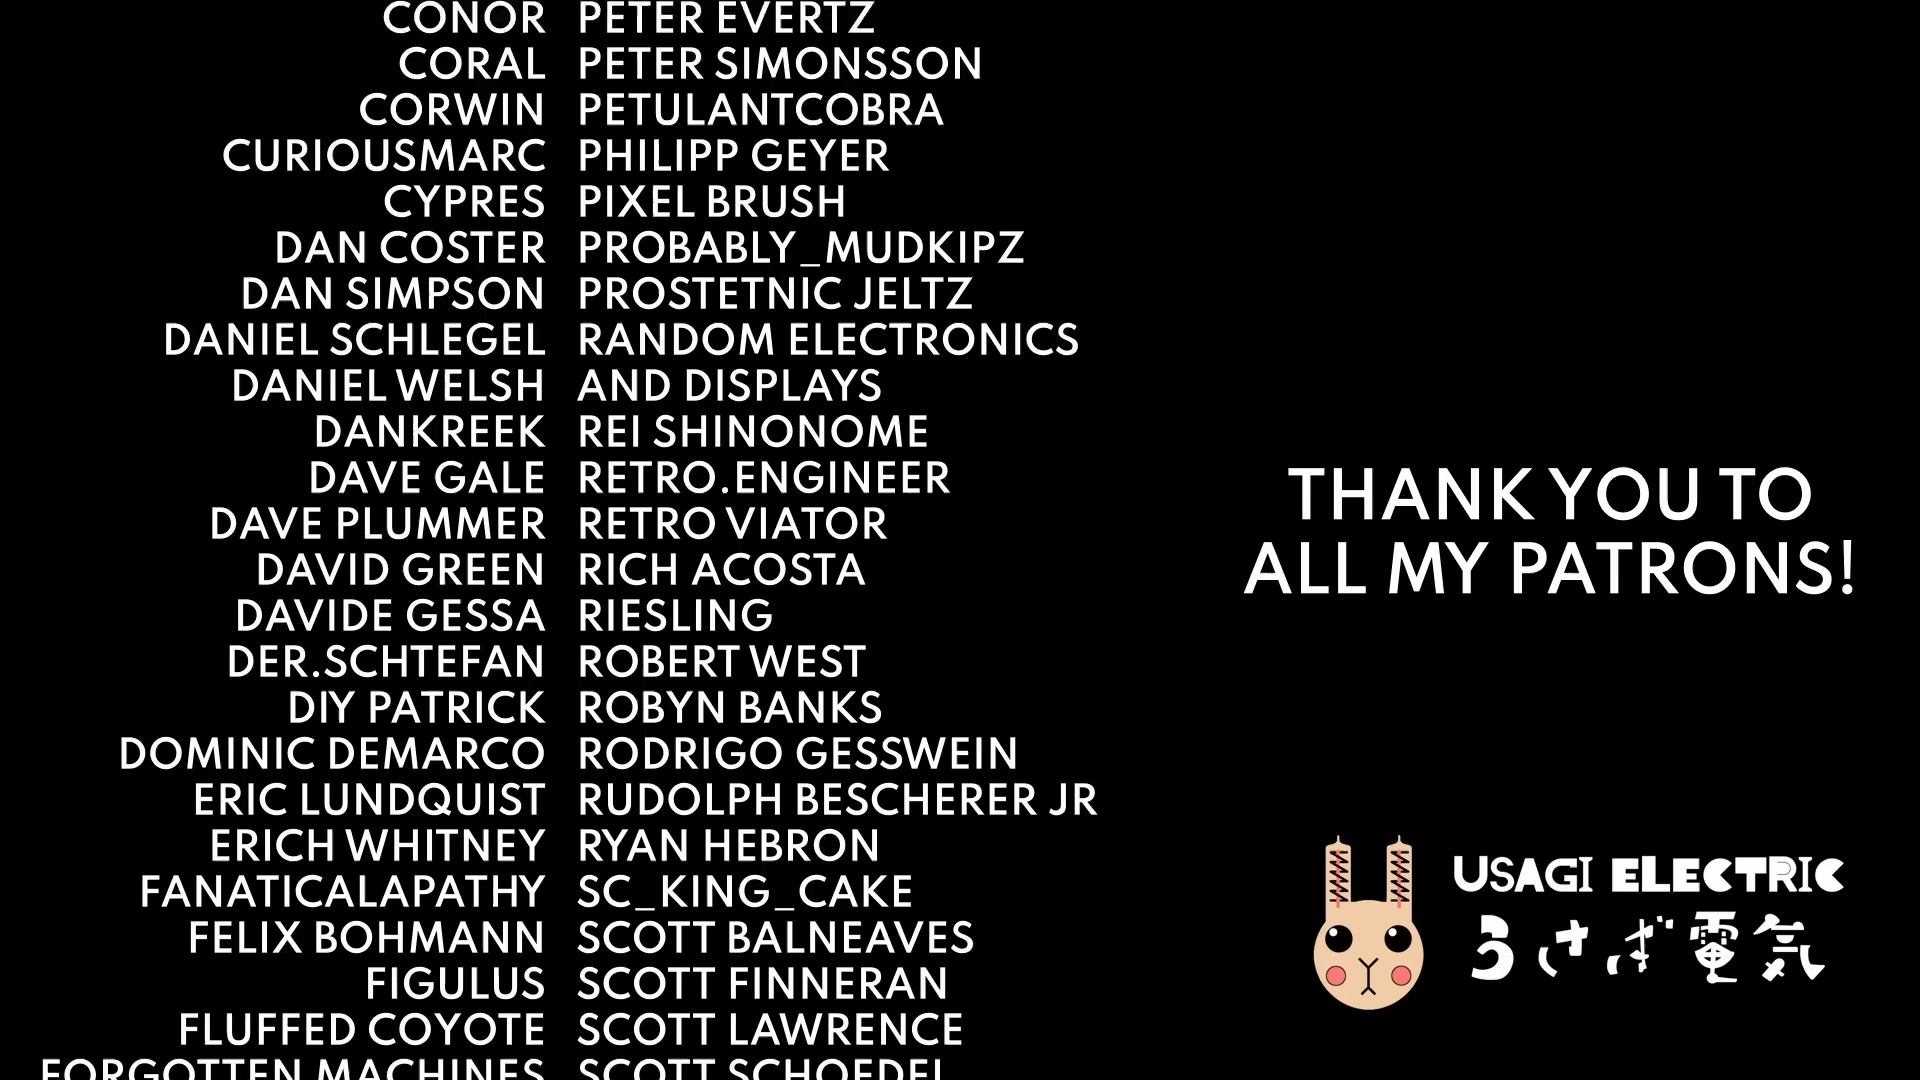 CONOR
CORAL
CORWIN
CURIOUSMARC
CYPRES
DAN COSTER
DAN SIMPSON
DANIEL SCHLEGEL
DANIEL WELSH
DANKREEK
DAVE GALE
DAVE PLUMMER
DAVID GREEN
DAVIDE GESSA
DER.SCHTEFAN
DIY PATRICK
DOMINIC DEMARCO
ERIC LUNDQUIST
ERICH WHITNEY
FANATICALAPATHY
FELIX BOHMANN
FIGULUS
FLUFFED COYOTE
FORGOTTEN MACHINES
PETER EVERTZ
PETER SIMONSSON
PETULANTCOBRA
PHILIPP GEYER
PIXEL BRUSH
PROBABLY_MUDKIPZ
PROSTETNIC JELTZ
RANDOM ELECTRONICS
AND DISPLAYS
REI SHINONOME
RETRO.ENGINEER
RETRO VIATOR
RICH ACOSTA
RIESLING
ROBERT WEST
ROBYN BANKS
RODRIGO GESSWEIN
RUDOLPH BESCHERER JR
RYAN HEBRON
SC_KING_CAKE
SCOTT BALNEAVES
SCOTT FINNERAN
SCOTT LAWRENCE
SCOTT SCHOEDEL
THANK YOU TO
ALL MY PATRONS!
USAGI ELECTRIC
うさぎ電気